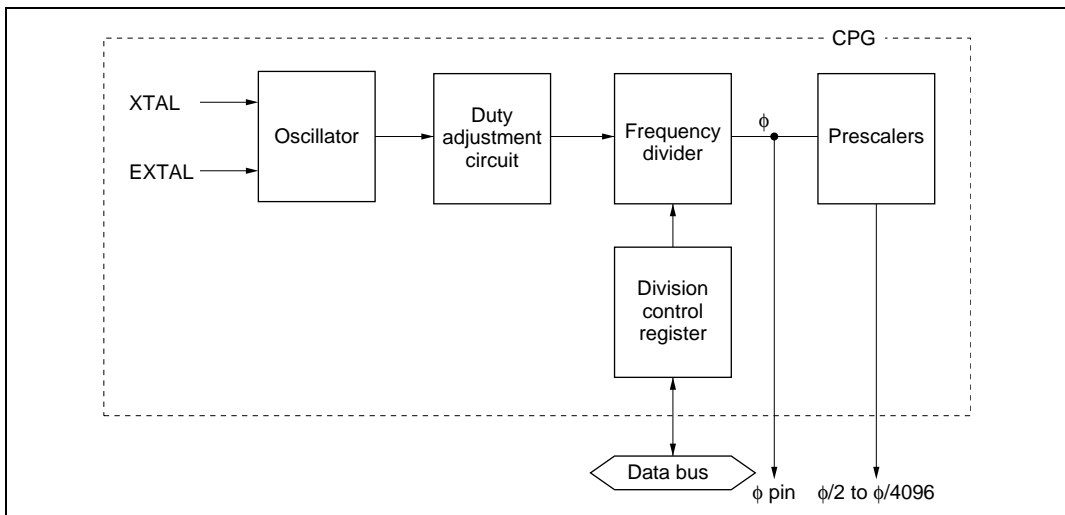 CPG
XTAL
EXTAL
Oscillator
Duty
adjustment
circuit
Frequency
divider
ϕ
Prescalers
Division
control
register
Data bus
ϕ pin
ϕ/2 to ϕ/4096